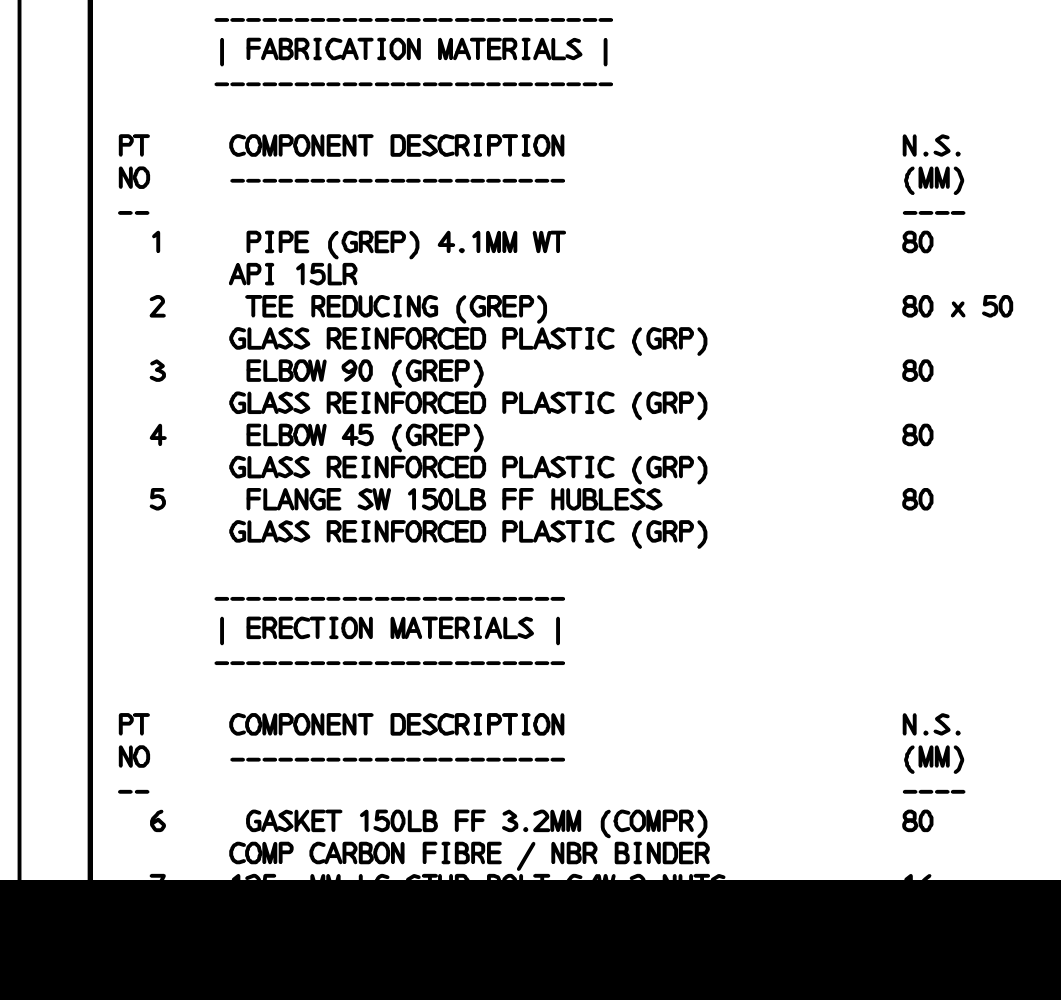 --------------------------
| FABRICATION MATERIALS |
--------------------------
PT COMPONENT DESCRIPTION N.S.
NO --------------------- (MM)
-- ----
1 PIPE (GREP) 4.1MM WT 80
API 15LR
2 TEE REDUCING (GREP) 80 x 50
GLASS REINFORCED PLASTIC (GRP)
3 ELBOW 90 (GREP) 80
GLASS REINFORCED PLASTIC (GRP)
4 ELBOW 45 (GREP) 80
GLASS REINFORCED PLASTIC (GRP)
5 FLANGE SW 150LB FF HUBLESS 80
GLASS REINFORCED PLASTIC (GRP)
----------------------
| ERECTION MATERIALS |
----------------------
PT COMPONENT DESCRIPTION N.S.
NO --------------------- (MM)
-- ----
6 GASKET 150LB FF 3.2MM (COMPR) 80
COMP CARBON FIBRE / NBR BINDER